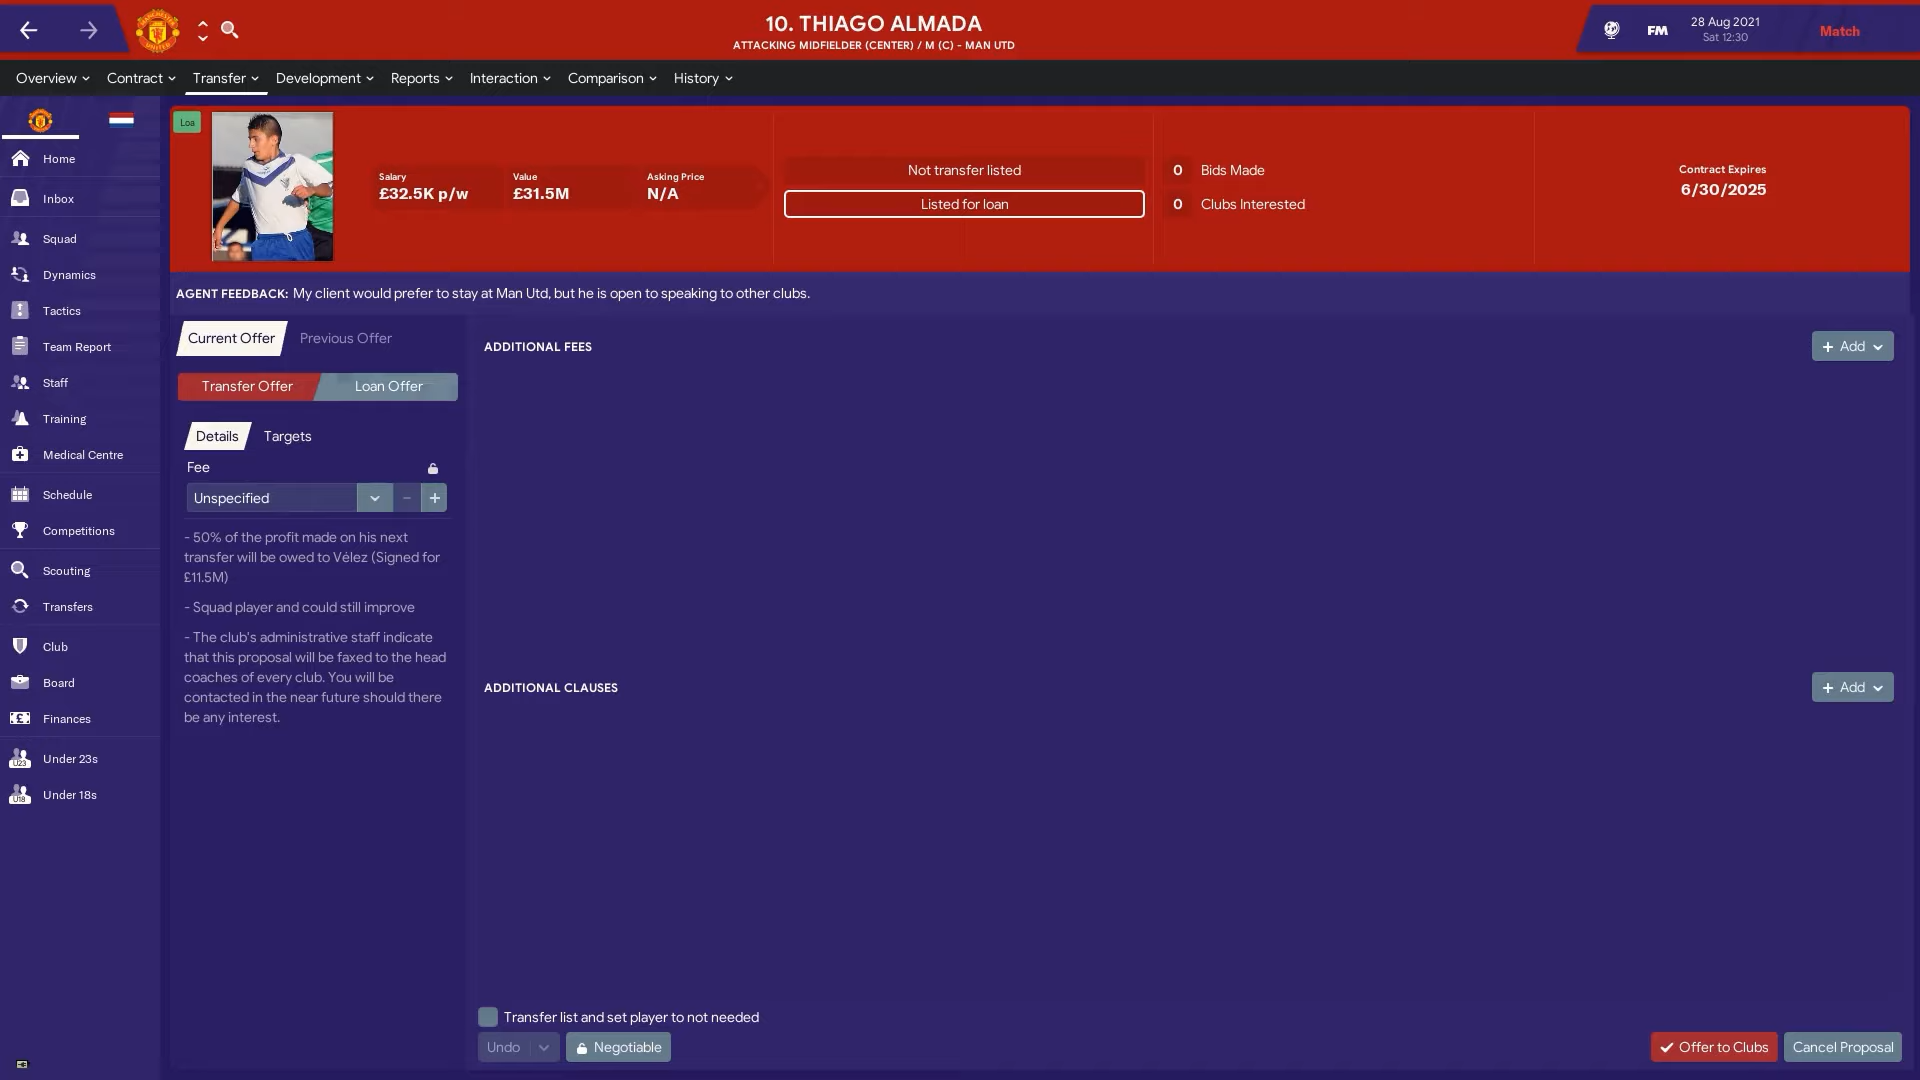 10. THIAGO ALMADA
ATTACKING MIDFIELDER (CENTER) / M (C) - MAN UTD
FM
28 Aug 2021
Sat 12:30
Match
Overview
Contract
Transfer
Development
Reports
Interaction
Comparison
History
Home
Inbox
Squad
Dynamics
Tactics
Team Report
Staff
Training
Medical Centre
Schedule
Competitions
Scouting
Transfers
Club
Board
Finances
U23
Under 23s
U18
Under 18s
Loa
Salary
£32.5K p/w
Value
£31.5M
Asking Price
N/A
Not transfer listed
Listed for loan
0 Bids Made
0 Clubs Interested
Contract Expires
6/30/2025
AGENT FEEDBACK: My client would prefer to stay at Man Utd, but he is open to speaking to other clubs.
Current Offer
Previous Offer
Transfer Offer
Loan Offer
Details
Targets
Fee
Unspecified
- 50% of the profit made on his next
transfer will be owed to Vélez (Signed for
£11.5M)
- Squad player and could still improve
- The club's administrative staff indicate
that this proposal will be faxed to the head
coaches of every club. You will be
contacted in the near future should there
be any interest.
ADDITIONAL FEES
+ Add
ADDITIONAL CLAUSES
+ Add
Transfer list and set player to not needed
Undo
Negotiable
Offer to Clubs
Cancel Proposal